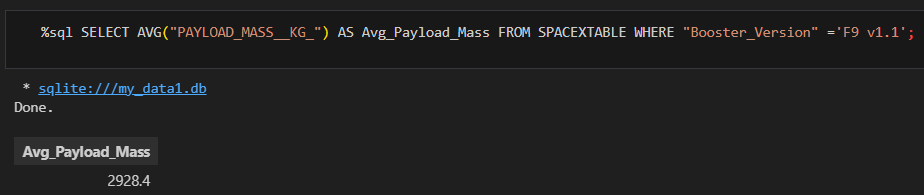 %sql SELECT AVG("PAYLOAD_MASS__KG_") AS Avg_Payload_Mass FROM SPACEXTABLE WHERE "Booster_Version" ='F9 v1.1';
* sqlite:///my_data1.db
Done.
Avg_Payload_Mass
2928.4